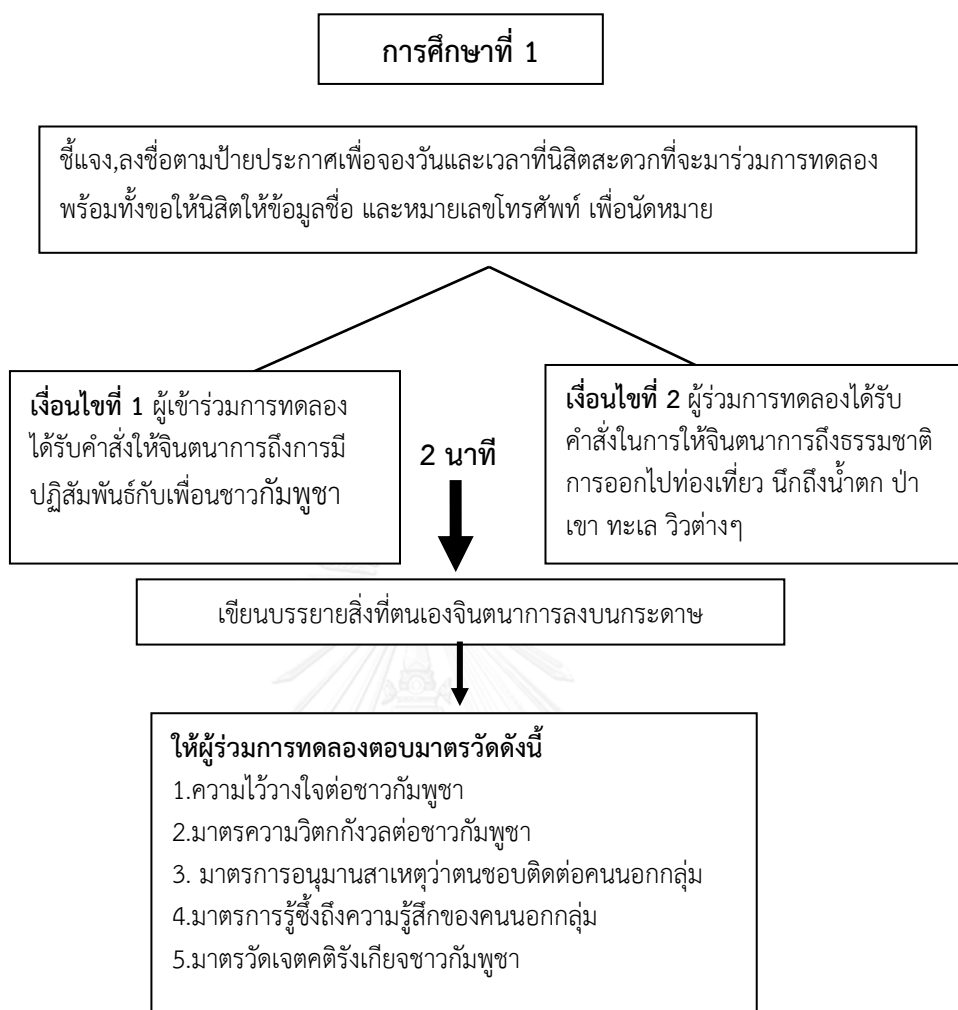 การศึกษาที่ 1
ชี้แจง,ลงชื่อตามป้ายประกาศเพื่อจองวันและเวลาที่นิสิตสะดวกที่จะมาร่วมการทดลอง
พร้อมทั้งขอให้นิสิตให้ข้อมูลชื่อ และหมายเลขโทรศัพท์ เพื่อนัดหมาย
เงื่อนไขที่ 1 ผู้เข้าร่วมการทดลอง
ได้รับคำสั่งให้จินตนาการถึงการมี
ปฏิสัมพันธ์กับเพื่อนชาวกัมพูชา
2 นาที
เงื่อนไขที่ 2 ผู้ร่วมการทดลองได้รับ
คำสั่งในการให้จินตนาการถึงธรรมชาติ
การออกไปท่องเที่ยว นึกถึงน้ำตก ป่า
เขา ทะเล วิวต่างๆ
เขียนบรรยายสิ่งที่ตนเองจินตนาการลงบนกระดาษ
ให้ผู้ร่วมการทดลองตอบมาตรวัดดังนี้
1.ความไว้วางใจต่อชาวกัมพูชา
2.มาตรความวิตกกังวลต่อชาวกัมพูชา
3. มาตรการอนุมานสาเหตุว่าตนชอบติดต่อคนนอกกลุ่ม
4.มาตรการรู้ซึ้งถึงความรู้สึกของคนนอกกลุ่ม
5.มาตรวัดเจตคติรังเกียจชาวกัมพูชา